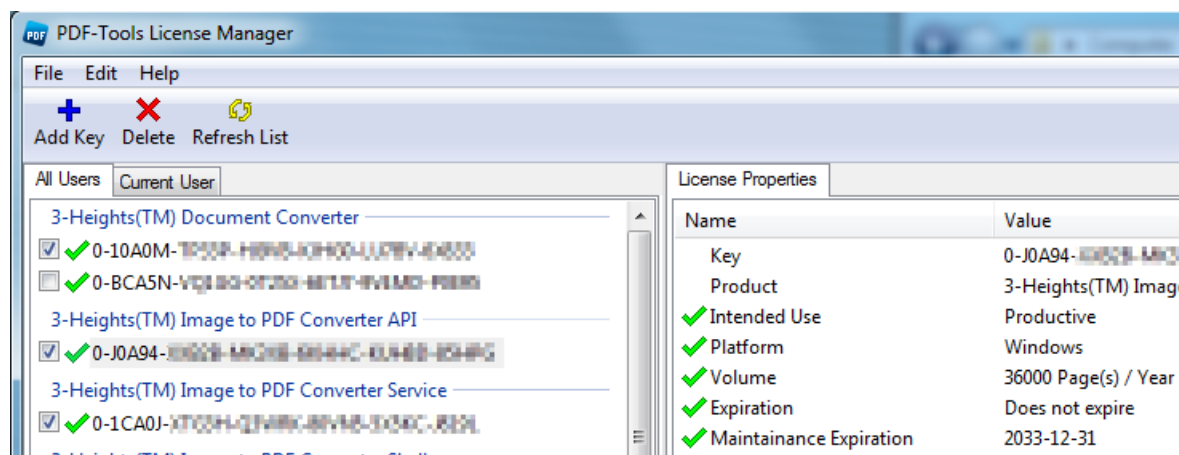 PDF PDF-Tools License Manager
File Edit Help
Add Key Delete Refresh List
All Users Current User
3-Heights(TM) Document Converter
0-10A0M-
0-BCA5N-
3-Heights(TM) Image to PDF Converter API
0-J0A94-
3-Heights(TM) Image to PDF Converter Service
0-1CA0J-
License Properties
Name Value
Key 0-J0A94-
Product 3-Heights(TM) Imag
Intended Use Productive
Platform Windows
Volume 36000 Page(s) / Year
Expiration Does not expire
Maintainance Expiration 2033-12-31